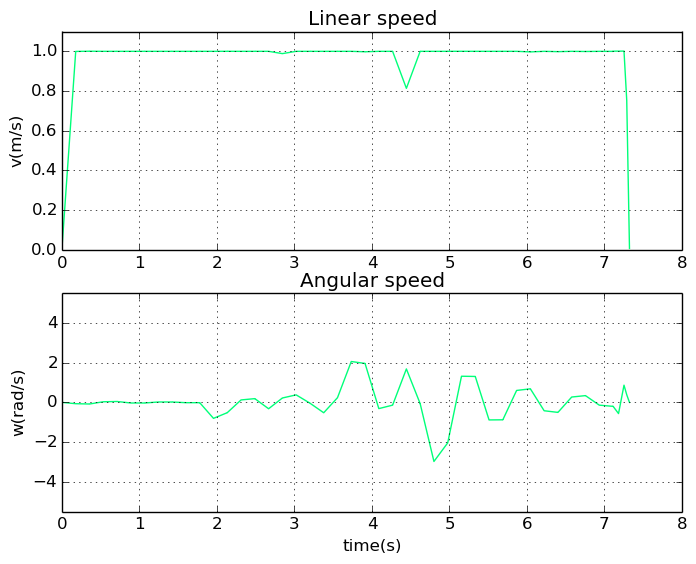 Linear speed
v(m/s)
1.0
0.8
0.6
0.4
0.2
0.0
0 1 2 3 4 5 6 7 8
Angular speed
w(rad/s)
4
2
0
−2
−4
0 1 2 3 4 5 6 7 8
time(s)